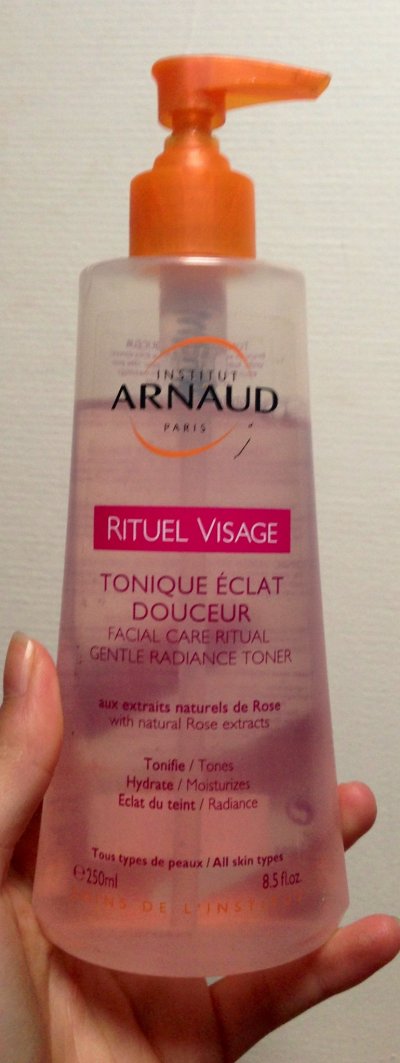 INSTITUT
ARNAUD
PARIS
RITUEL VISAGE
TONIQUE ÉCLAT
DOUCEUR
FACIAL CARE RITUAL
GENTLE RADIANCE TONER
aux extraits naturels de Rose
with natural Rose extracts
Tonifie / Tones
Hydrate / Moisturizes
Eclat du teint / Radiance
Tous types de peaux / All skin types
℮250ml 8.5 fl.oz.
DE L'INST